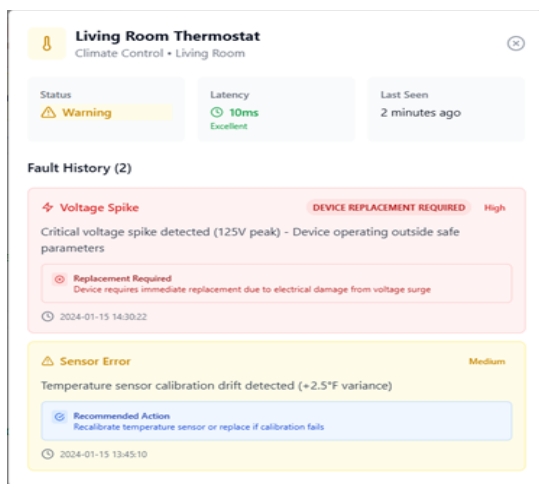 Living Room Thermostat
Climate Control • Living Room
Status
Warning
Latency
10ms
Excellent
Last Seen
2 minutes ago
Fault History (2)
Voltage Spike
DEVICE REPLACEMENT REQUIRED
High
Critical voltage spike detected (125V peak) - Device operating outside safe
parameters
Replacement Required
Device requires immediate replacement due to electrical damage from voltage surge
2024-01-15 14:30:22
Sensor Error
Medium
Temperature sensor calibration drift detected (+2.5°F variance)
Recommended Action
Recalibrate temperature sensor or replace if calibration fails
2024-01-15 13:45:10